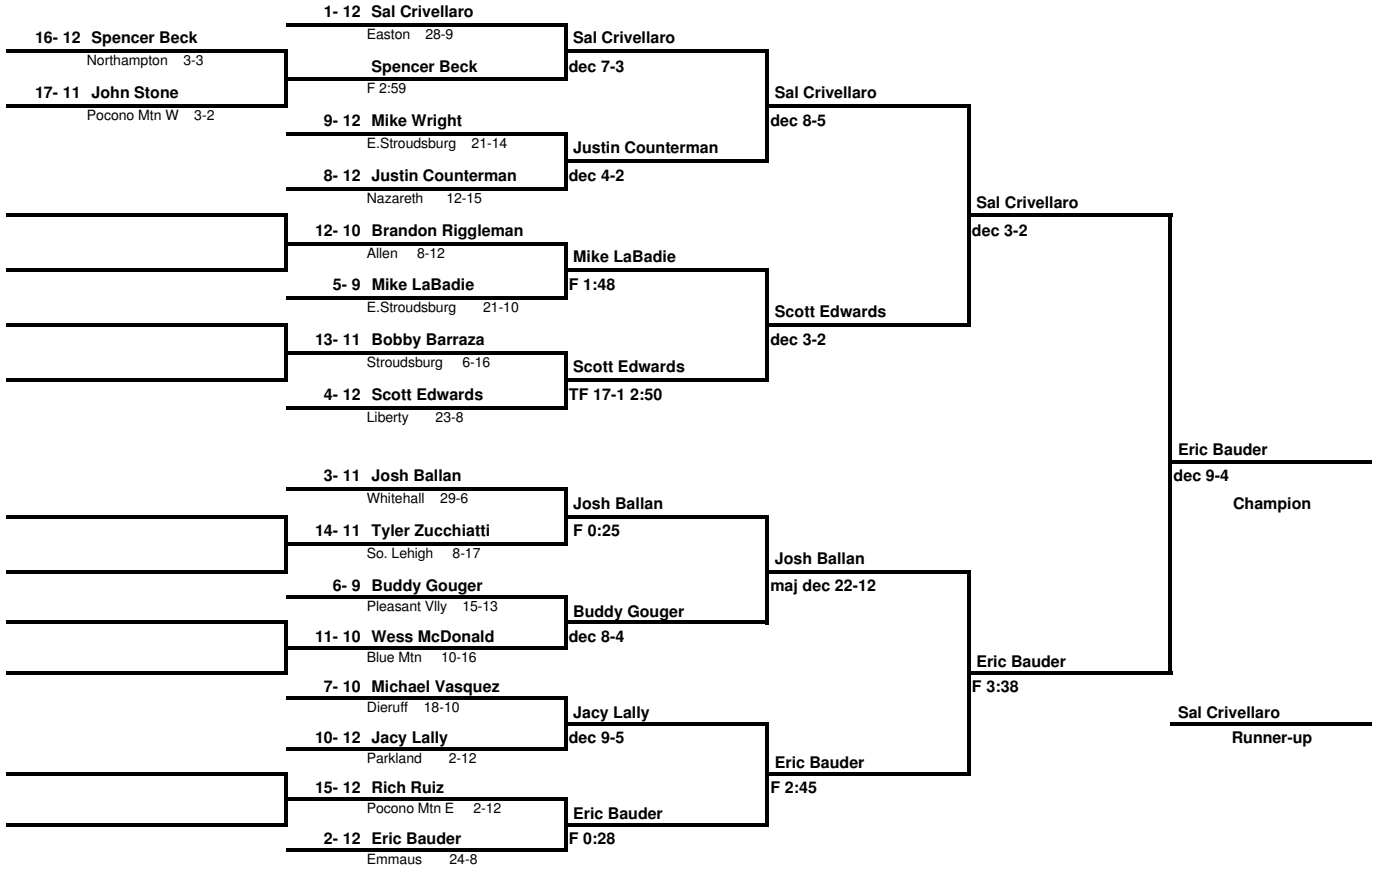 1- 12 Sal Crivellaro
Easton 28-9
16- 12 Spencer Beck
Northampton 3-3
Sal Crivellaro
dec 7-3
Spencer Beck
F 2:59
17- 11 John Stone
Pocono Mtn W 3-2
Sal Crivellaro
dec 8-5
9- 12 Mike Wright
E.Stroudsburg 21-14
Justin Counterman
dec 4-2
8- 12 Justin Counterman
Nazareth 12-15
Sal Crivellaro
dec 3-2
12- 10 Brandon Riggleman
Allen 8-12
Mike LaBadie
F 1:48
5- 9 Mike LaBadie
E.Stroudsburg 21-10
Scott Edwards
dec 3-2
13- 11 Bobby Barraza
Stroudsburg 6-16
Scott Edwards
TF 17-1 2:50
4- 12 Scott Edwards
Liberty 23-8
Eric Bauder
dec 9-4
Champion
3- 11 Josh Ballan
Whitehall 29-6
Josh Ballan
F 0:25
14- 11 Tyler Zucchiatti
So. Lehigh 8-17
Josh Ballan
maj dec 22-12
6- 9 Buddy Gouger
Pleasant Vlly 15-13
Buddy Gouger
dec 8-4
11- 10 Wess McDonald
Blue Mtn 10-16
Eric Bauder
F 3:38
7- 10 Michael Vasquez
Dieruff 18-10
Jacy Lally
dec 9-5
Sal Crivellaro
Runner-up
10- 12 Jacy Lally
Parkland 2-12
Eric Bauder
F 2:45
15- 12 Rich Ruiz
Pocono Mtn E 2-12
Eric Bauder
F 0:28
2- 12 Eric Bauder
Emmaus 24-8